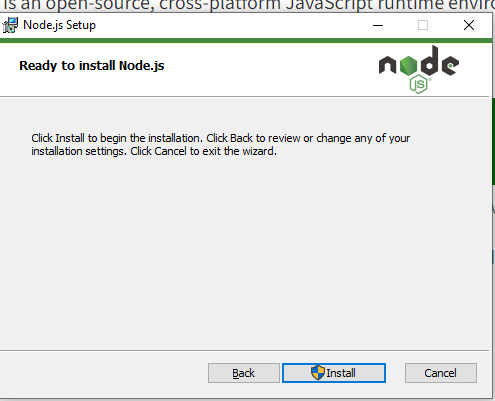 is an open-source, cross-platform JavaScript runtime enviro
Node.js Setup
Ready to install Node.js
node
JS
Click Install to begin the installation. Click Back to review or change any of your
installation settings. Click Cancel to exit the wizard.
Back
Install
Cancel